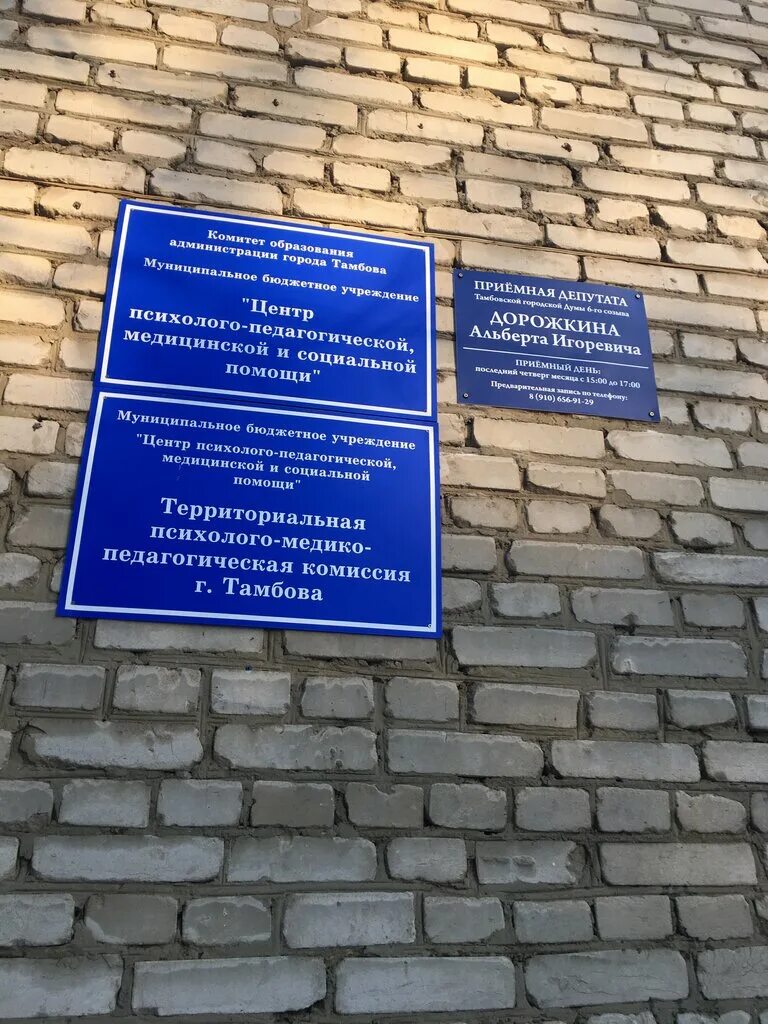 Комитет образования
администрации города Тамбова
Муниципальное бюджетное учреждение
"Центр
психолого-педагогической,
медицинской и социальной
помощи"
Муниципальное бюджетное учреждение
"Центр психолого-педагогической,
медицинской и социальной
помощи"
Территориальная
психолого-медико-
педагогическая комиссия
г. Тамбова
ПРИЁМНАЯ ДЕПУТАТА
Тамбовской городской Думы 6-го созыва
ДОРОЖКИНА
Альберта Игоревича
ПРИЁМНЫЙ ДЕНЬ:
последний четверг месяца с 15:00 до 17:00
Предварительная запись по телефону:
8 (910) 656-91-29